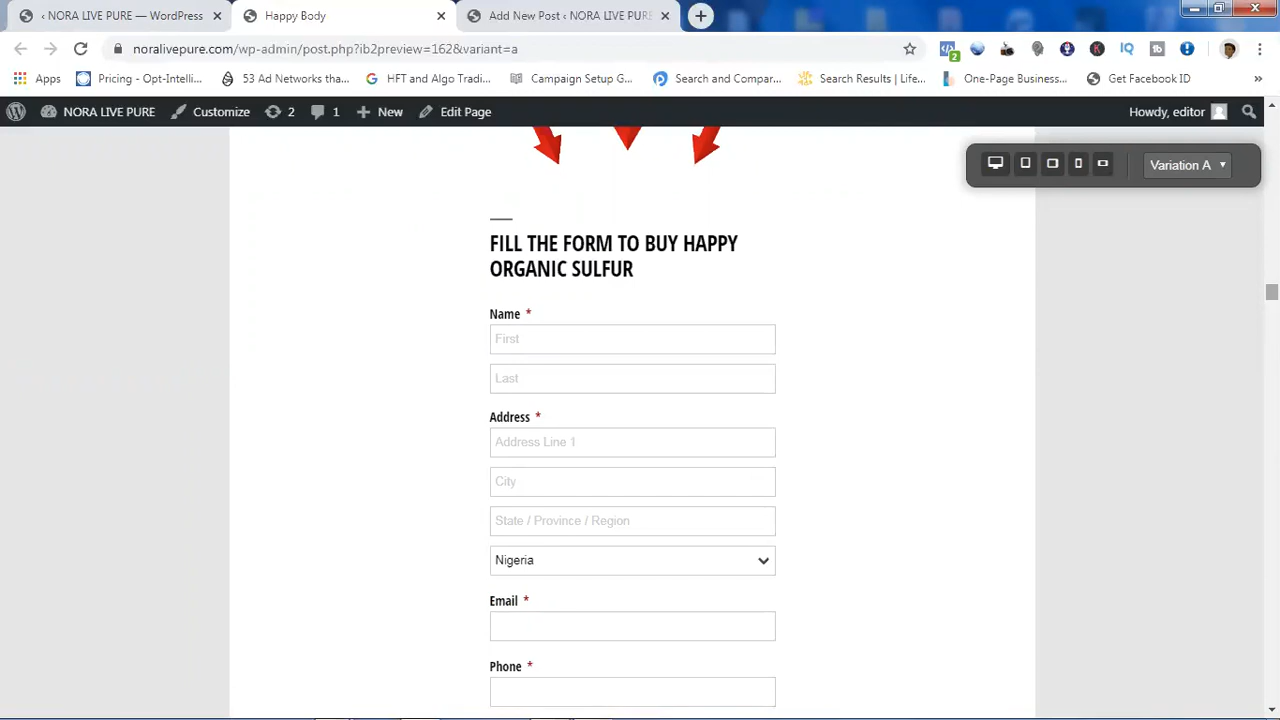 ‹ NORA LIVE PURE — WordPress
Happy Body
Add New Post ‹ NORA LIVE PURE
noralivepure.com/wp-admin/post.php?ib2preview=162&variant=a
2
IQ
tb
K
Apps
Pricing - Opt-Intelli...
53 Ad Networks tha...
HFT and Algo Tradi...
Campaign Setup G...
Search and Compar...
Search Results | Life...
One-Page Business...
Get Facebook ID
»
NORA LIVE PURE
Customize
2
1
New
Edit Page
Howdy, editor
Variation A
FILL THE FORM TO BUY HAPPY
ORGANIC SULFUR
Name *
First
Last
Address *
Address Line 1
City
State / Province / Region
Nigeria
Email *
Phone *